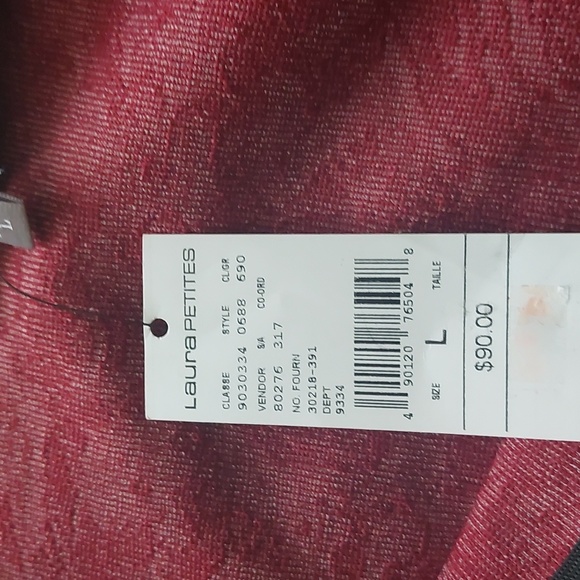 Laura PETITES
CLASSE STYLE CLGR
9030334 0688 690
VENDOR SA CO-ORD
80276 317
NO. FOURN
30218-391
DEPT
9334
4 90120 76504 8
SIZE L TAILLE
$90.00